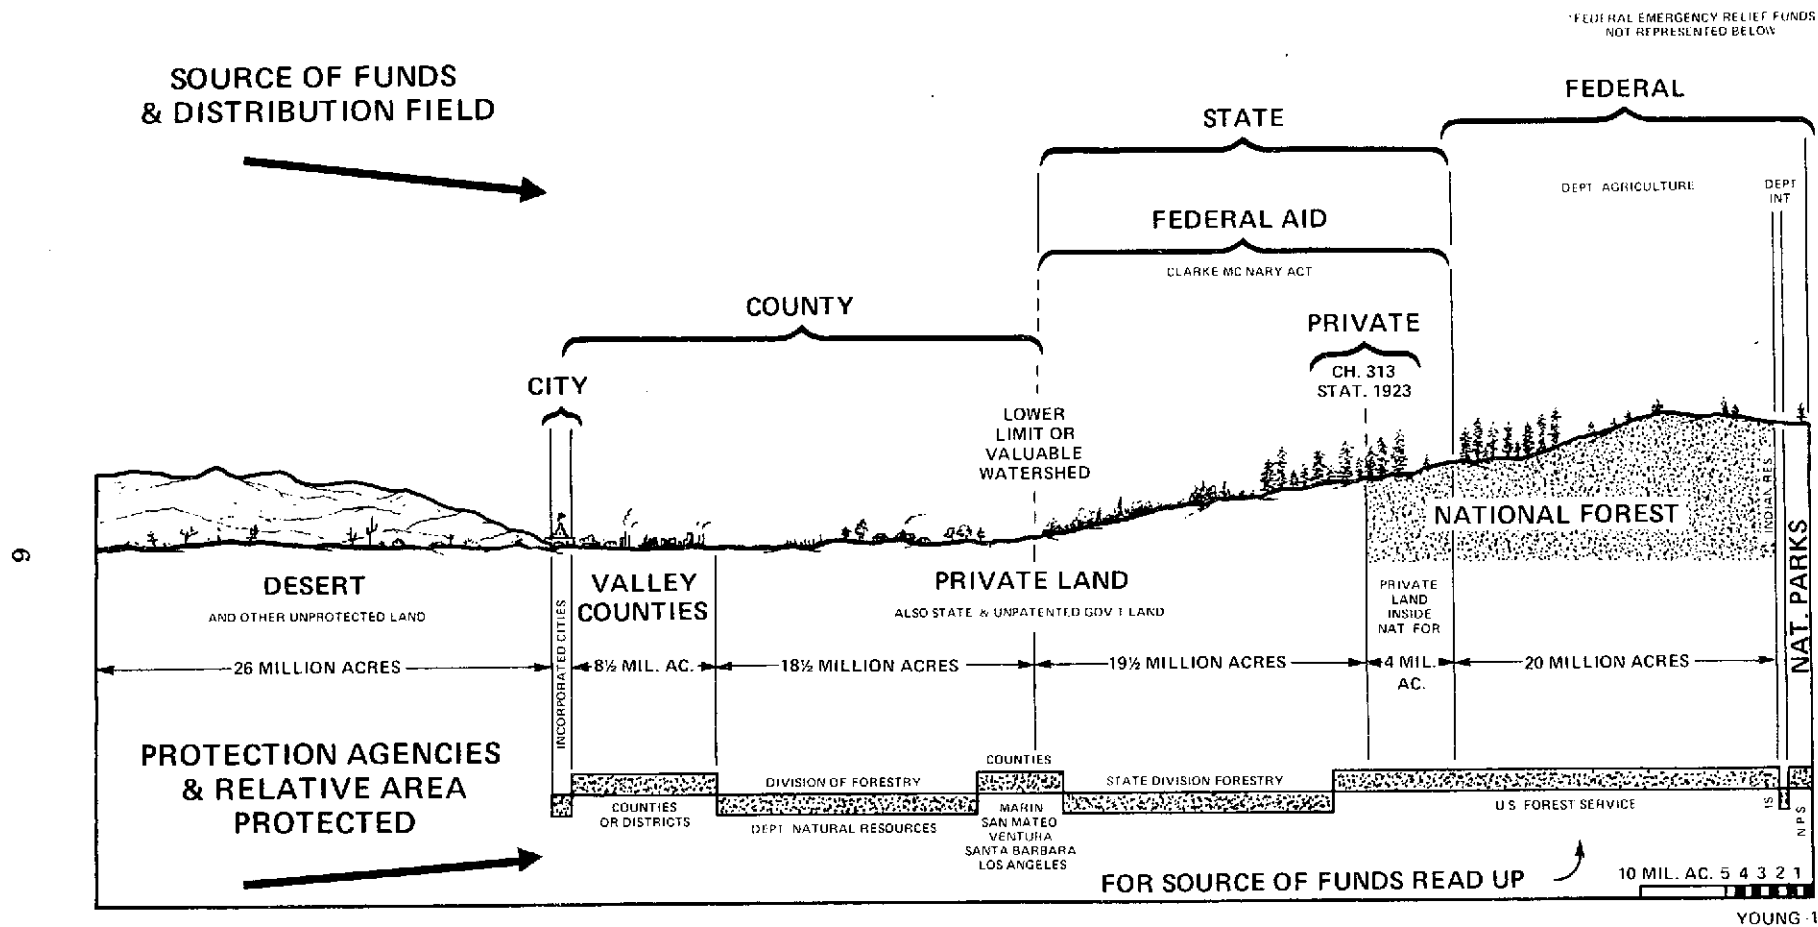 *FEDERAL EMERGENCY RELIEF FUNDS
NOT REPRESENTED BELOW
SOURCE OF FUNDS
& DISTRIBUTION FIELD
FEDERAL
STATE
DEPT AGRICULTURE
DEPT
INT
FEDERAL AID
CLARKE MC NARY ACT
COUNTY
PRIVATE
CH. 313
STAT. 1923
CITY
LOWER
LIMIT OR
VALUABLE
WATERSHED
NATIONAL FOREST
INDIAN RES
NAT. PARKS
9
DESERT
AND OTHER UNPROTECTED LAND
INCORPORATED CITIES
VALLEY
COUNTIES
PRIVATE LAND
ALSO STATE & UNPATENTED GOV'T LAND
PRIVATE
LAND
INSIDE
NAT FOR
26 MILLION ACRES
8½ MIL. AC.
18½ MILLION ACRES
19½ MILLION ACRES
4 MIL.
AC.
20 MILLION ACRES
PROTECTION AGENCIES
& RELATIVE AREA
PROTECTED
COUNTIES
OR DISTRICTS
DIVISION OF FORESTRY
DEPT NATURAL RESOURCES
COUNTIES
MARIN
SAN MATEO
VENTURA
SANTA BARBARA
LOS ANGELES
STATE DIVISION FORESTRY
U.S. FOREST SERVICE
N P S
FOR SOURCE OF FUNDS READ UP
10 MIL. AC. 5 4 3 2 1